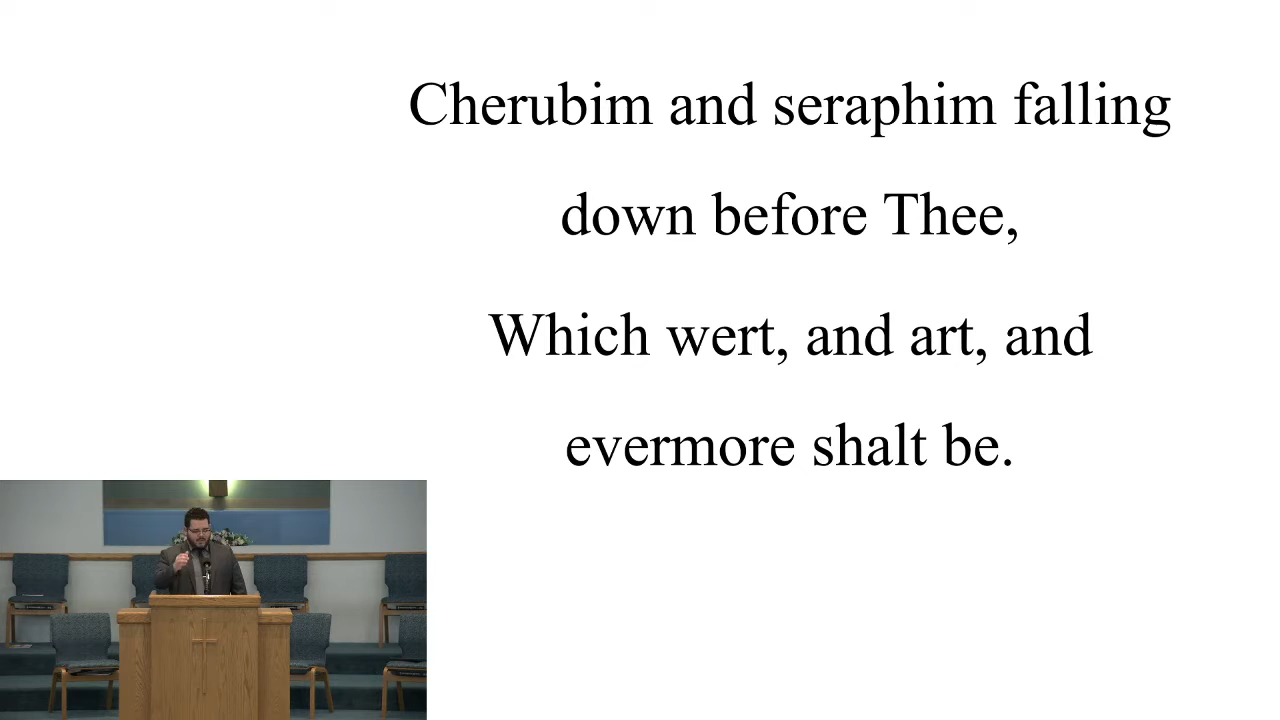 Cherubim and seraphim falling
down before Thee,
Which wert, and art, and
evermore shalt be.